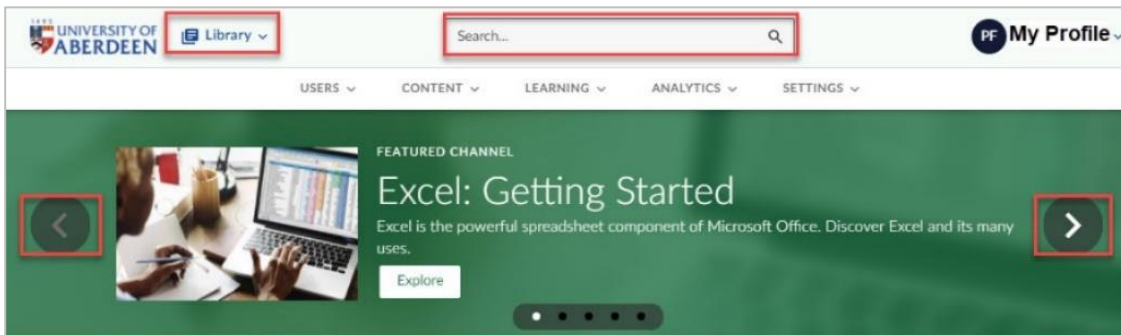 1495
UNIVERSITY OF
ABERDEEN
Library
Search...
PF My Profile
USERS CONTENT LEARNING ANALYTICS SETTINGS
FEATURED CHANNEL
Excel: Getting Started
Excel is the powerful spreadsheet component of Microsoft Office. Discover Excel and its many
uses.
Explore